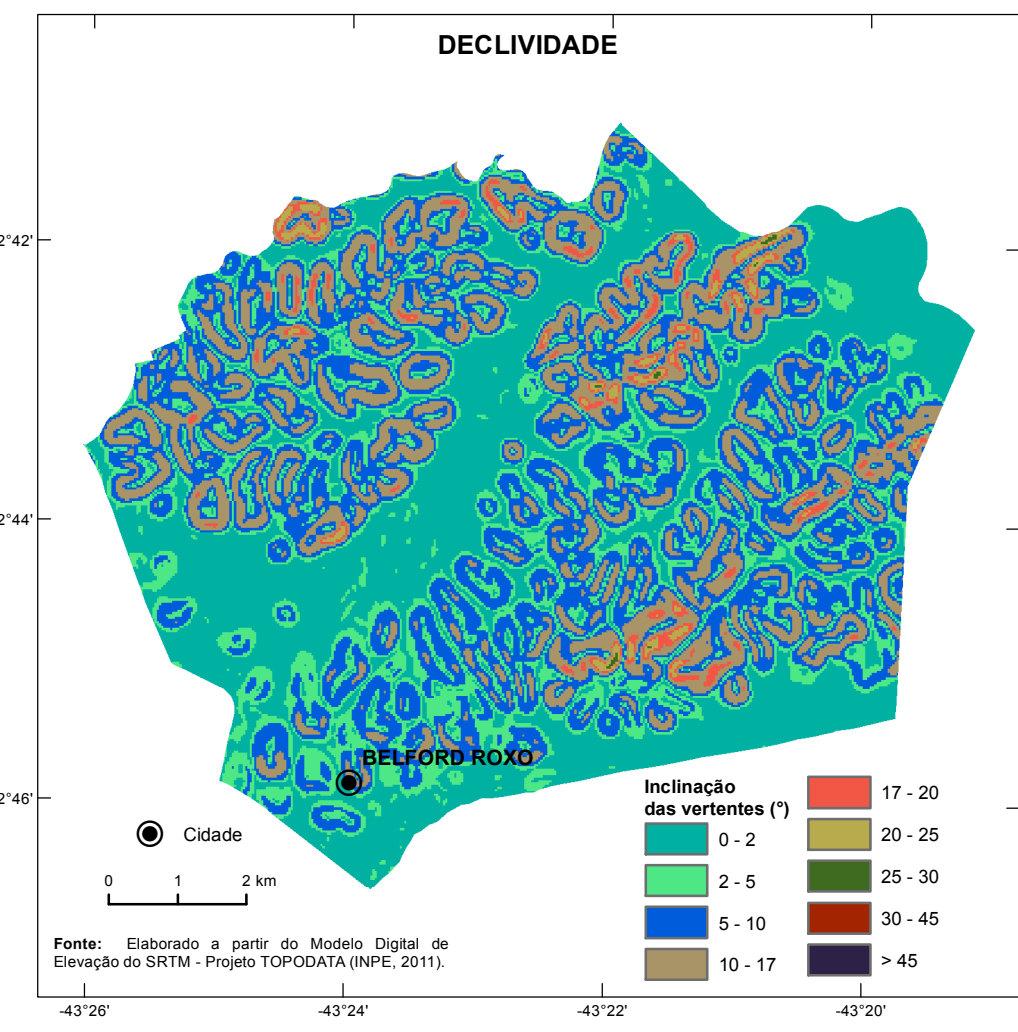 DECLIVIDADE
2°42'
2°44'
2°46'
BELFORD ROXO
Cidade
0 1 2 km
Fonte: Elaborado a partir do Modelo Digital de
Elevação do SRTM - Projeto TOPODATA (INPE, 2011).
Inclinação
das vertentes (°)
0 - 2
2 - 5
5 - 10
10 - 17
17 - 20
20 - 25
25 - 30
30 - 45
> 45
-43°26'
-43°24'
-43°22'
-43°20'